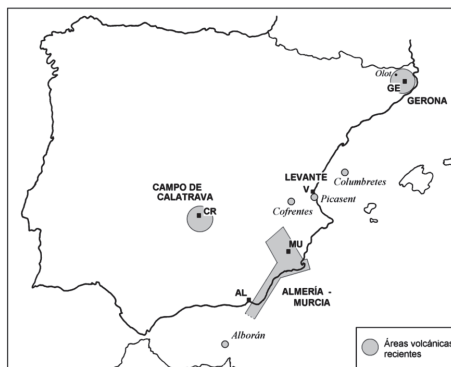 Olot
GE
GERONA
LEVANTE
V
Columbretes
Picasent
Cofrentes
CAMPO DE
CALATRAVA
CR
MU
AL
ALMERÍA -
MURCIA
Alborán
Áreas volcánicas
recientes